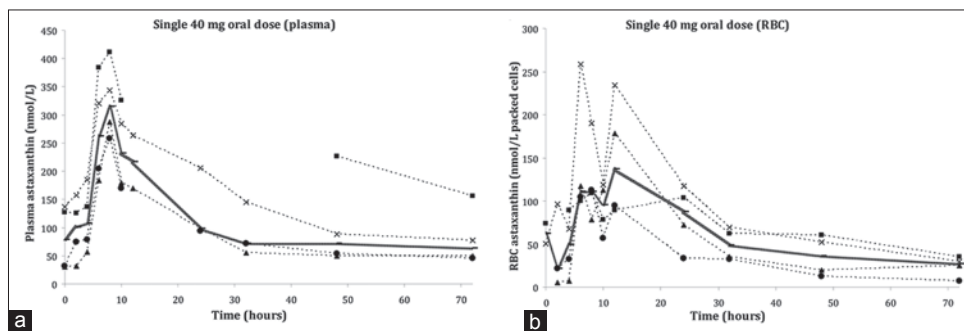 Single 40 mg oral dose (plasma)
Plasma astaxanthin (nmol/L)
450
400
350
300
250
200
150
100
50
0
0 10 20 30 40 50 60 70
Time (hours)
a
Single 40 mg oral dose (RBC)
RBC astaxanthin (nmol/L packed cells)
300
250
200
150
100
50
0
0 10 20 30 40 50 60 70
Time (hours)
b